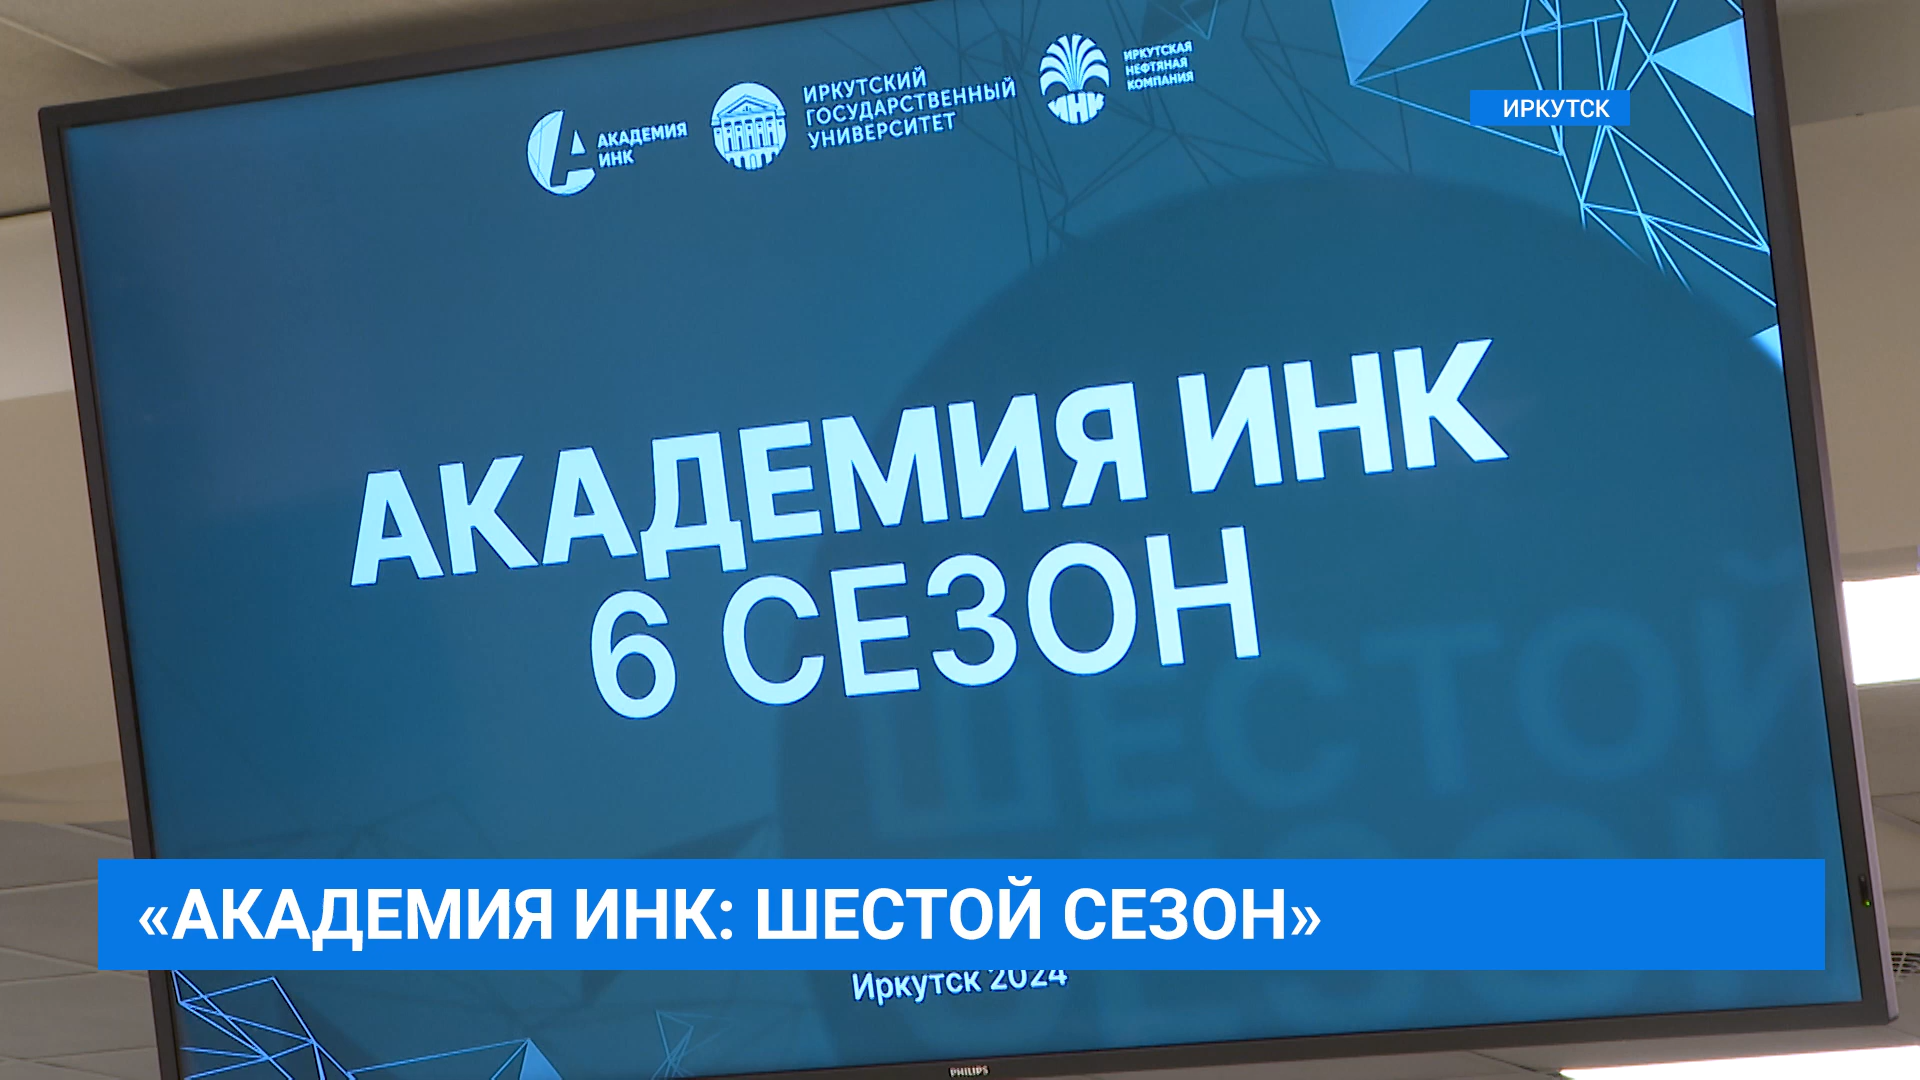 АКАДЕМИЯ
ИНК
ИРКУТСКИЙ
ГОСУДАРСТВЕННЫЙ
УНИВЕРСИТЕТ
ИНК
ИРКУТСКАЯ
НЕФТЯНАЯ
КОМПАНИЯ
ИРКУТСК
АКАДЕМИЯ ИНК
6 СЕЗОН
ШЕСТОЙ
«АКАДЕМИЯ ИНК: ШЕСТОЙ СЕЗОН»
Иркутск 2024
PHILIPS